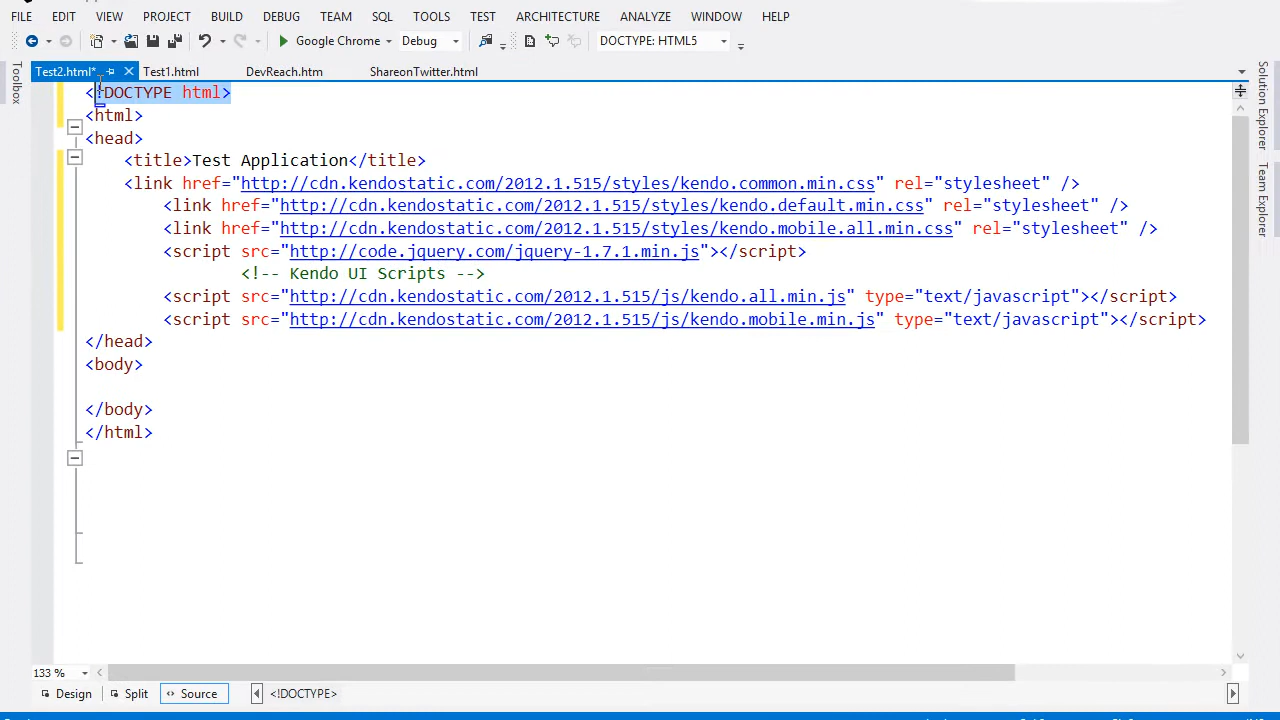 FILE EDIT VIEW PROJECT BUILD DEBUG TEAM SQL TOOLS TEST ARCHITECTURE ANALYZE WINDOW HELP
Google Chrome Debug DOCTYPE: HTML5
Test2.html* Test1.html DevReach.htm ShareonTwitter.html
<!DOCTYPE html>
<html>
<head>
<title>Test Application</title>
<link href="http://cdn.kendostatic.com/2012.1.515/styles/kendo.common.min.css" rel="stylesheet" />
<link href="http://cdn.kendostatic.com/2012.1.515/styles/kendo.default.min.css" rel="stylesheet" />
<link href="http://cdn.kendostatic.com/2012.1.515/styles/kendo.mobile.all.min.css" rel="stylesheet" />
<script src="http://code.jquery.com/jquery-1.7.1.min.js"></script>
<!-- Kendo UI Scripts -->
<script src="http://cdn.kendostatic.com/2012.1.515/js/kendo.all.min.js" type="text/javascript"></script>
<script src="http://cdn.kendostatic.com/2012.1.515/js/kendo.mobile.min.js" type="text/javascript"></script>
</head>
<body>
</body>
</html>
133 %
Design Split Source <!DOCTYPE>
Toolbox
Solution Explorer
Team Explorer